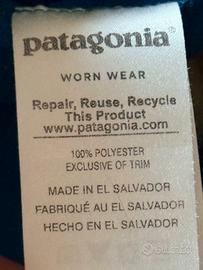 patagonia®
WORN WEAR
Repair, Reuse, Recycle
This Product
www.patagonia.com
100% POLYESTER
EXCLUSIVE OF TRIM
MADE IN EL SALVADOR
FABRIQUÉ AU EL SALVADOR
HECHO EN EL SALVADOR
subito